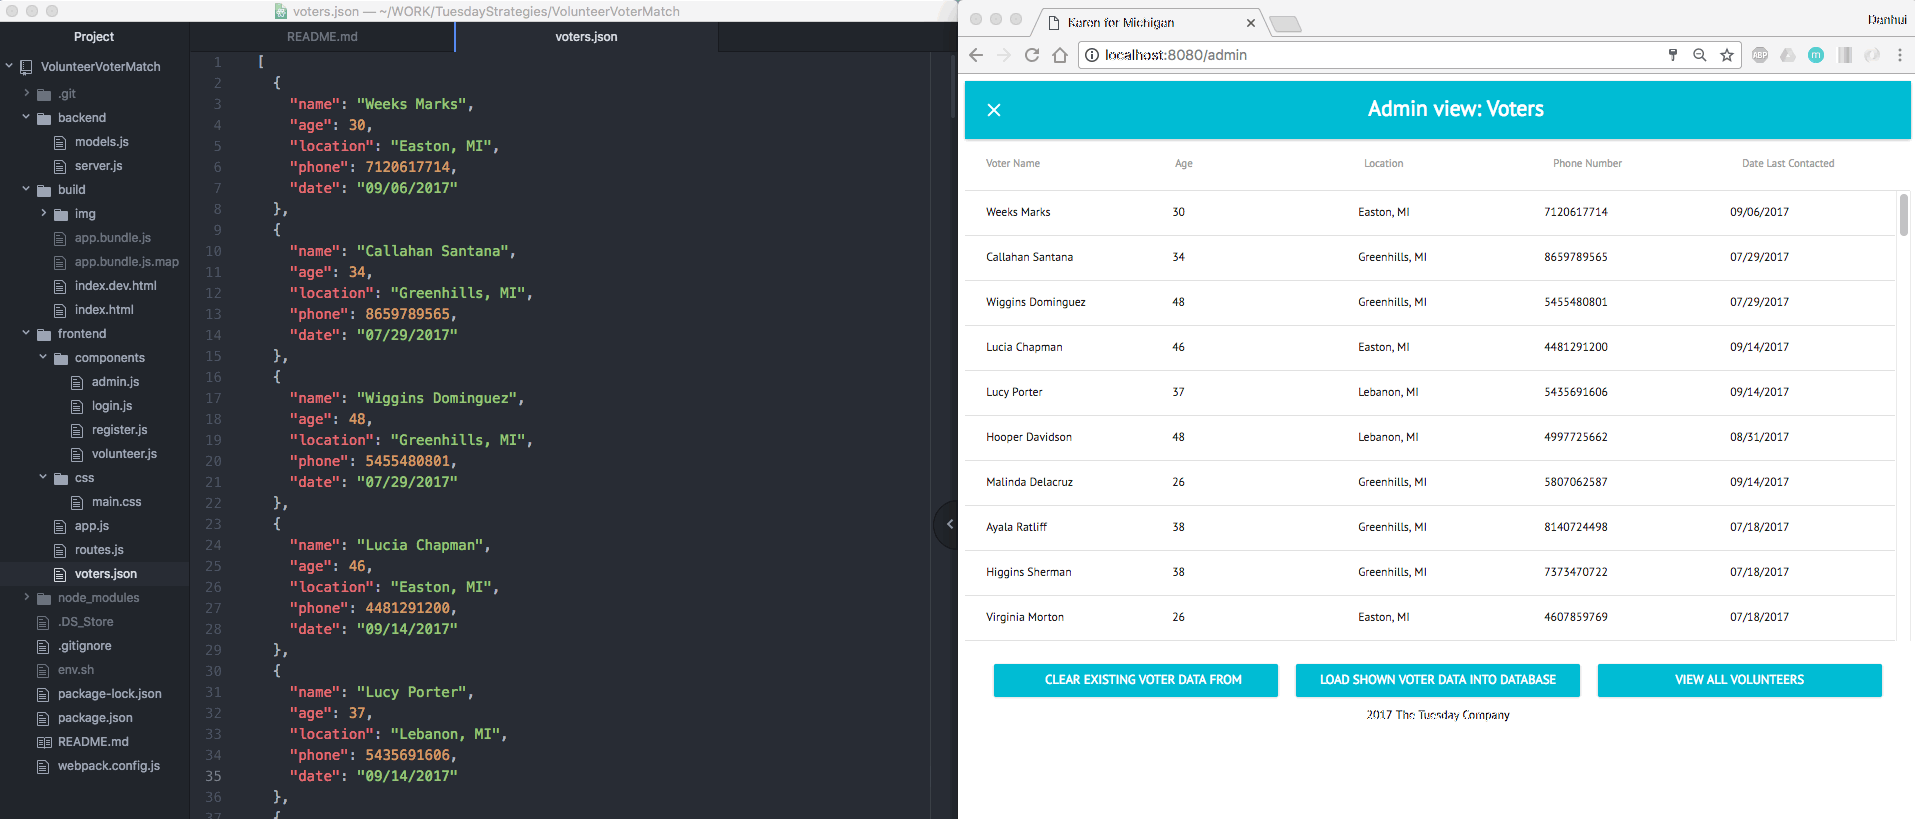 voters.json — ~/WORK/TuesdayStrategies/VolunteerVoterMatch
Project
README.md
voters.json
VolunteerVoterMatch
.git
backend
models.js
server.js
build
img
app.bundle.js
app.bundle.js.map
index.dev.html
index.html
frontend
components
admin.js
login.js
register.js
volunteer.js
css
main.css
app.js
routes.js
voters.json
node_modules
.DS_Store
.gitignore
env.sh
package-lock.json
package.json
README.md
webpack.config.js
1 [
2 {
3 "name": "Weeks Marks",
4 "age": 30,
5 "location": "Easton, MI",
6 "phone": 7120617714,
7 "date": "09/06/2017"
8 },
9 {
10 "name": "Callahan Santana",
11 "age": 34,
12 "location": "Greenhills, MI",
13 "phone": 8659789565,
14 "date": "07/29/2017"
15 },
16 {
17 "name": "Wiggins Dominguez",
18 "age": 48,
19 "location": "Greenhills, MI",
20 "phone": 5455480801,
21 "date": "07/29/2017"
22 },
23 {
24 "name": "Lucia Chapman",
25 "age": 46,
26 "location": "Easton, MI",
27 "phone": 4481291200,
28 "date": "09/14/2017"
29 },
30 {
31 "name": "Lucy Porter",
32 "age": 37,
33 "location": "Lebanon, MI",
34 "phone": 5435691606,
35 "date": "09/14/2017"
36 },
37 {
Karen for Michigan
Danhui
localhost:8080/admin
ABP
m
Admin view: Voters
Voter Name Age Location Phone Number Date Last Contacted
Weeks Marks 30 Easton, MI 7120617714 09/06/2017
Callahan Santana 34 Greenhills, MI 8659789565 07/29/2017
Wiggins Dominguez 48 Greenhills, MI 5455480801 07/29/2017
Lucia Chapman 46 Easton, MI 4481291200 09/14/2017
Lucy Porter 37 Lebanon, MI 5435691606 09/14/2017
Hooper Davidson 48 Lebanon, MI 4997725662 08/31/2017
Malinda Delacruz 26 Greenhills, MI 5807062587 09/14/2017
Ayala Ratliff 38 Greenhills, MI 8140724498 07/18/2017
Higgins Sherman 38 Greenhills, MI 7373470722 07/18/2017
Virginia Morton 26 Easton, MI 4607859769 07/18/2017
CLEAR EXISTING VOTER DATA FROM
LOAD SHOWN VOTER DATA INTO DATABASE
VIEW ALL VOLUNTEERS
2017 The Tuesday Company